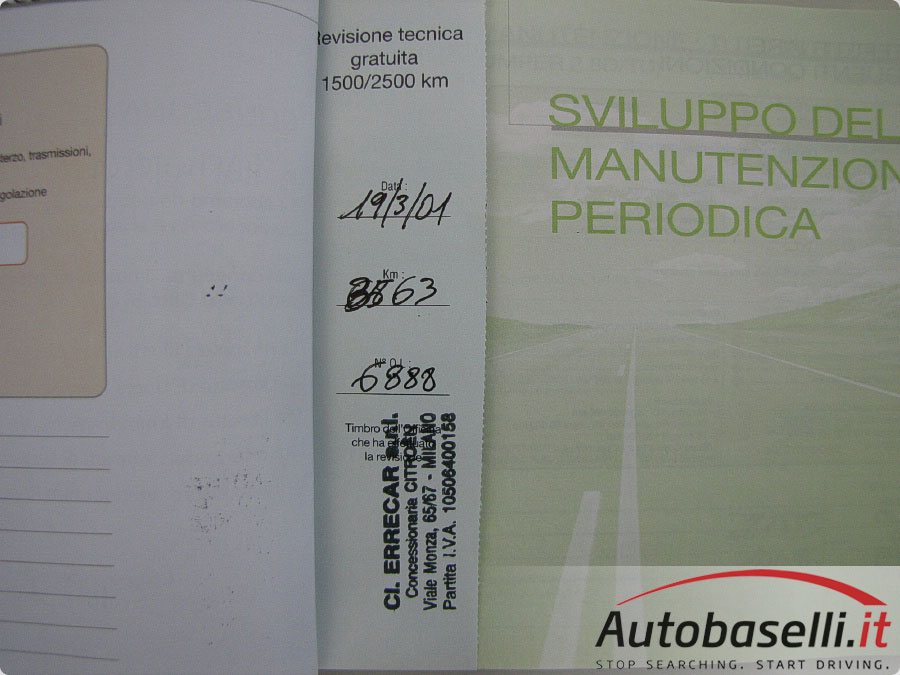 terzo, trasmissioni,
golazione
Revisione tecnica
gratuita
1500/2500 km
Data :
19/3/01
Km :
63
N° O.I. :
6888
Timbro dell'Officina
che ha effettuato
la revisione
CI. ERRECAR S.r.l.
Concessionaria CITROËN
Viale Monza, 65/67 - MILANO
Partita I.V.A. 10506400158
SVILUPPO DEL
MANUTENZION
PERIODICA
Autobaselli.it
STOP SEARCHING. START DRIVING.